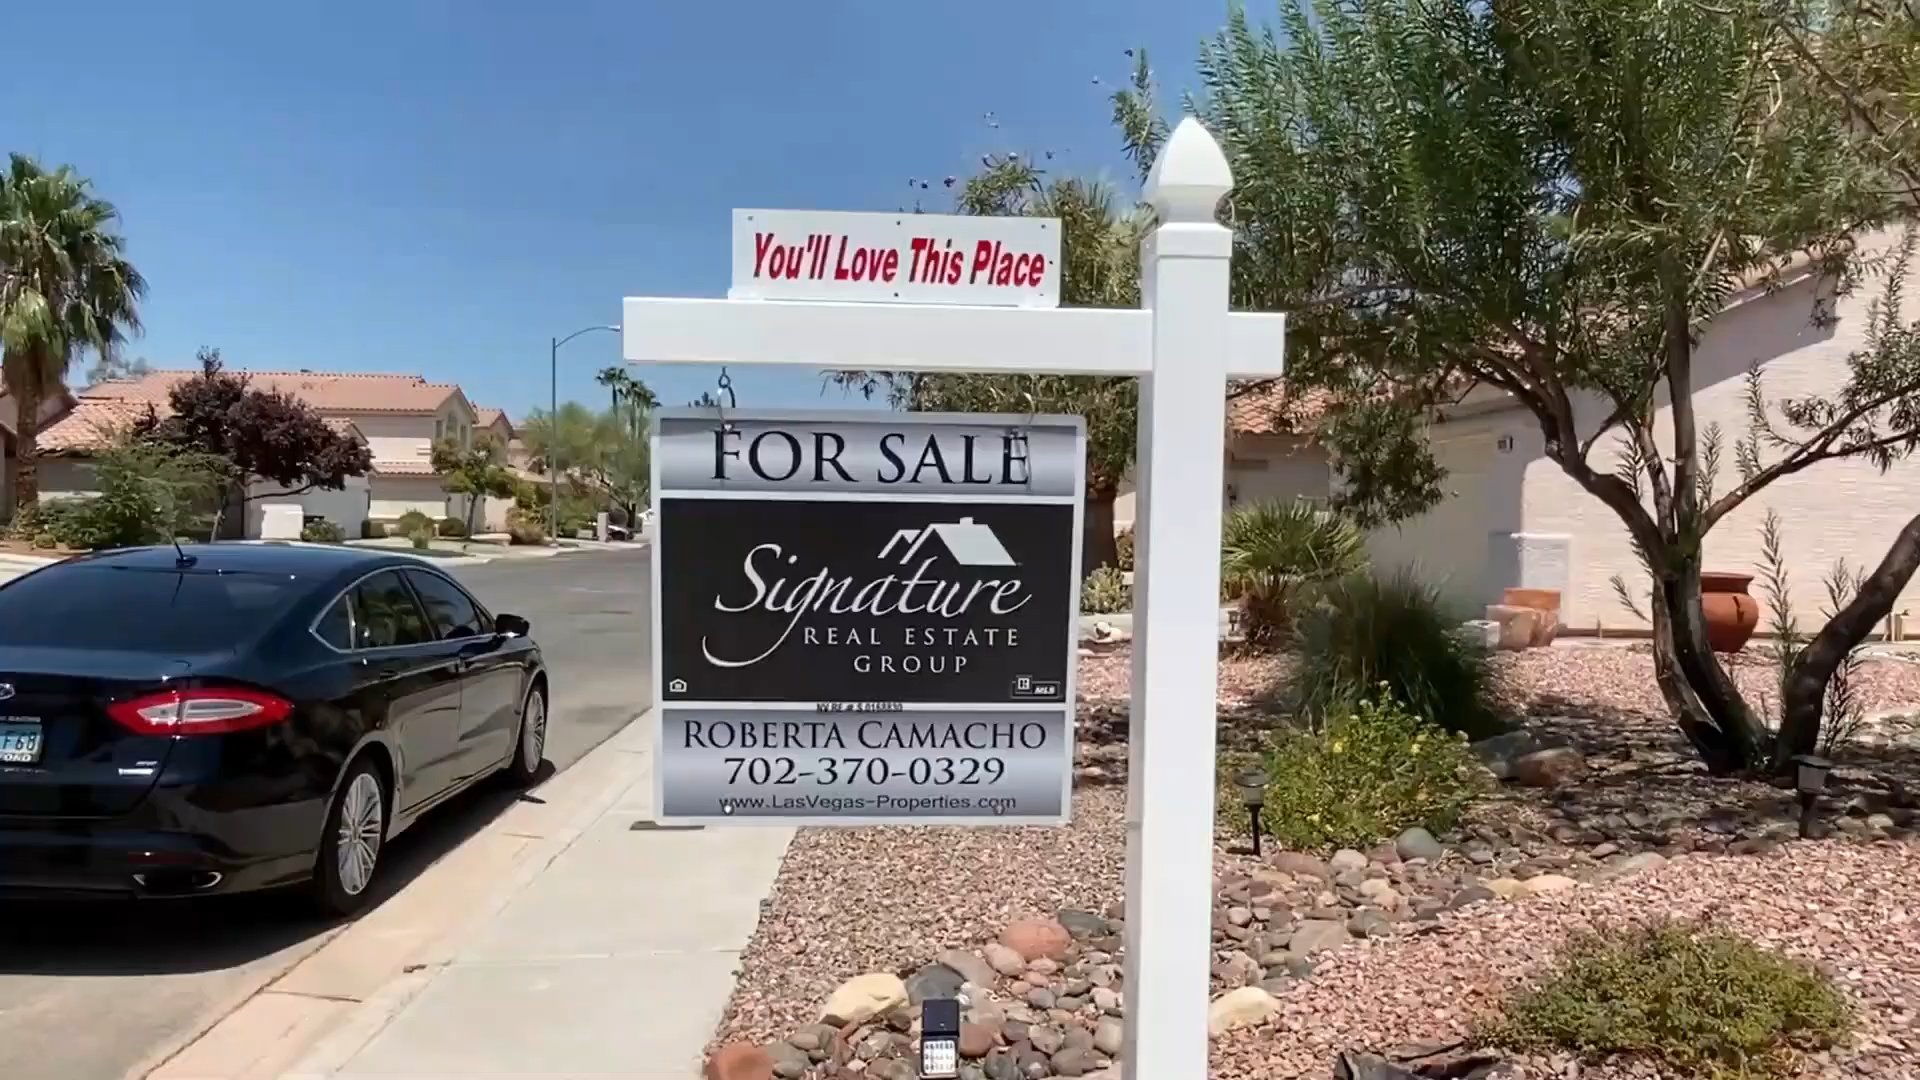 You'll Love This Place
FOR SALE
Signature
REAL ESTATE
GROUP
MLS
ROBERTA CAMACHO
702-370-0329
www.LasVegas-Properties.com
F68